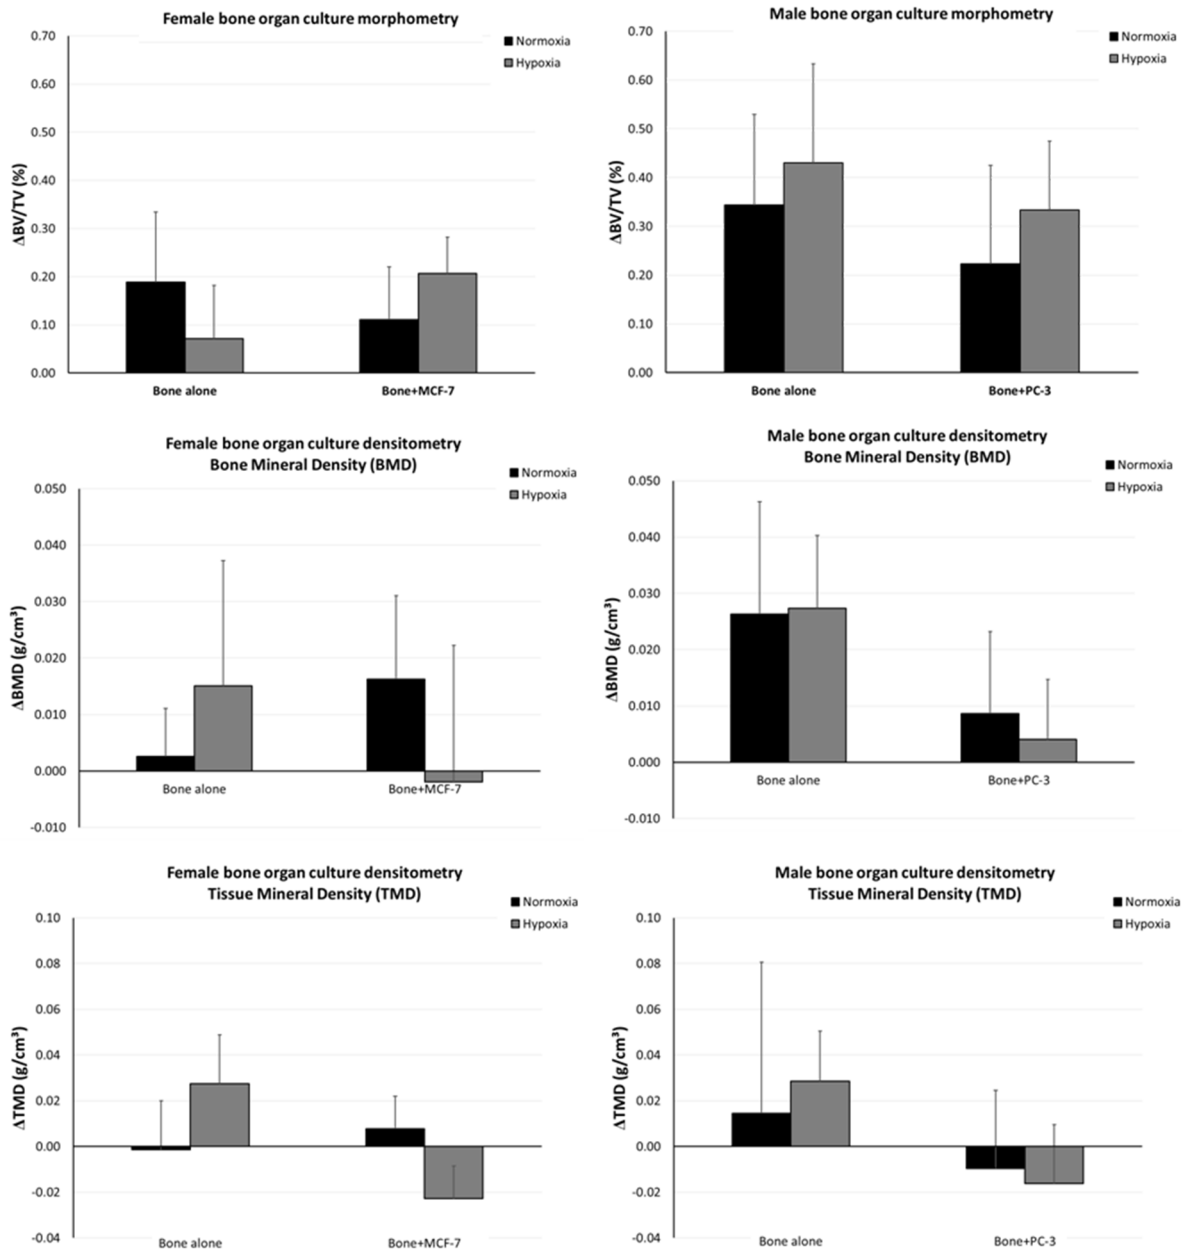 Female bone organ culture morphometry
Normoxia
Hypoxia
ΔBV/TV (%)
0.70
0.60
0.50
0.40
0.30
0.20
0.10
0.00
Bone alone
Bone+MCF-7
Male bone organ culture morphometry
Normoxia
Hypoxia
ΔBV/TV (%)
0.70
0.60
0.50
0.40
0.30
0.20
0.10
0.00
Bone alone
Bone+PC-3
Female bone organ culture densitometry
Bone Mineral Density (BMD)
Normoxia
Hypoxia
ΔBMD (g/cm³)
0.050
0.040
0.030
0.020
0.010
0.000
-0.010
Bone alone
Bone+MCF-7
Male bone organ culture densitometry
Bone Mineral Density (BMD)
Normoxia
Hypoxia
ΔBMD (g/cm³)
0.050
0.040
0.030
0.020
0.010
0.000
-0.010
Bone alone
Bone+PC-3
Female bone organ culture densitometry
Tissue Mineral Density (TMD)
Normoxia
Hypoxia
ΔTMD (g/cm³)
0.10
0.08
0.06
0.04
0.02
0.00
-0.02
-0.04
Bone alone
Bone+MCF-7
Male bone organ culture densitometry
Tissue Mineral Density (TMD)
Normoxia
Hypoxia
ΔTMD (g/cm³)
0.10
0.08
0.06
0.04
0.02
0.00
-0.02
-0.04
Bone alone
Bone+PC-3